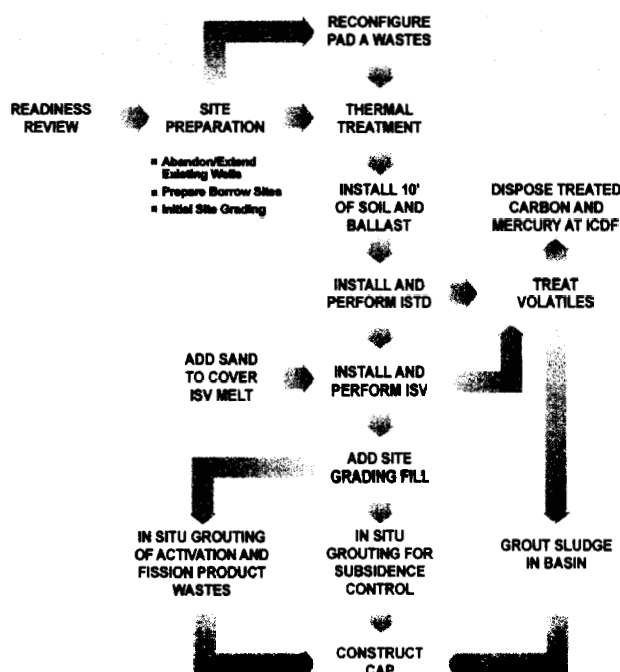 RECONFIGURE
PAD A WASTES
READINESS
REVIEW
SITE
PREPARATION
THERMAL
TREATMENT
■ Abandon/Extend
Existing Wells
■ Prepare Borrow Sites
■ Initial Site Grading
INSTALL 10'
OF SOIL AND
BALLAST
DISPOSE TREATED
CARBON AND
MERCURY AT ICDF
INSTALL AND
PERFORM ISTD
TREAT
VOLATILES
ADD SAND
TO COVER
ISV MELT
INSTALL AND
PERFORM ISV
ADD SITE
GRADING FILL
IN SITU GROUTING
OF ACTIVATION AND
FISSION PRODUCT
WASTES
IN SITU
GROUTING FOR
SUBSIDENCE
CONTROL
GROUT SLUDGE
IN BASIN
CONSTRUCT
CAP